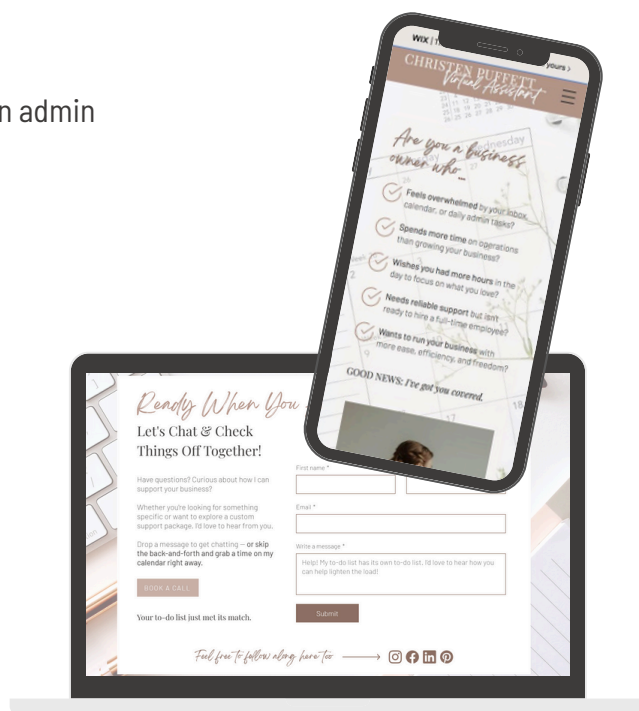 n admin
WIX
yours >
CHRISTEN PUFFETT
Virtual Assistant
Are you a business
owner who_
Feels overwhelmed by your inbox,
calendar, or daily admin tasks?
Spends more time on operations
than growing your business?
Wishes you had more hours in the
day to focus on what you love?
Needs reliable support but isn't
ready to hire a full-time employee?
Wants to run your business with
more ease, efficiency, and freedom?
GOOD NEWS: I've got you covered.
17
18
Ready When You
Let's Chat & Check
Things Off Together!
Have questions? Curious about how I can
support your business?
Whether you're looking for something
specific or want to explore a custom
support package, I'd love to hear from you.
Drop a message to get chatting — or skip
the back-and-forth and grab a time on my
calendar right away.
BOOK A CALL
Your to-do list just met its match.
First name *
Email *
Write a message *
Help! My to-do list has its own to-do list. I'd love to hear how you
can help lighten the load!
Submit
Feel free to follow along here too